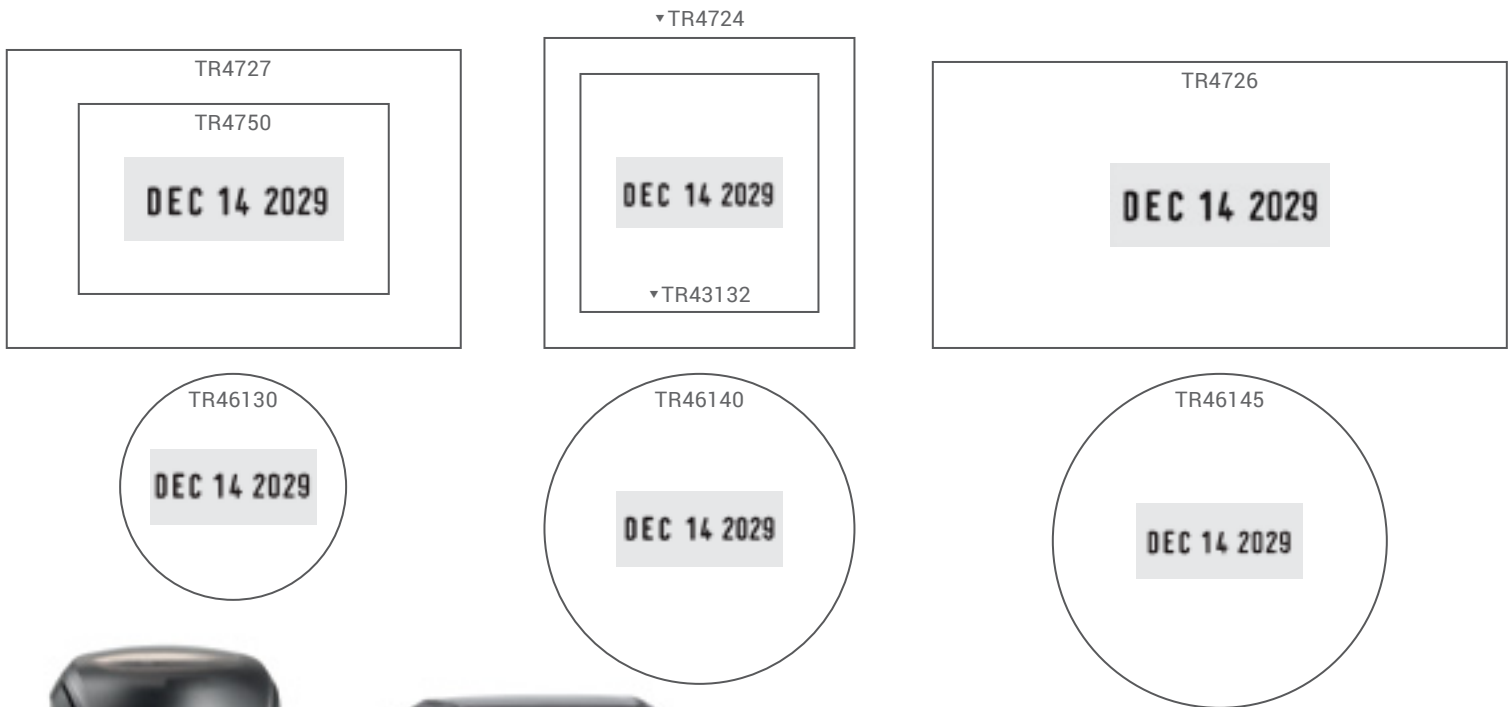 ▾TR4724
TR4727
TR4726
TR4750
DEC 14 2029
DEC 14 2029
DEC 14 2029
▾TR43132
TR46130
TR46140
TR46145
DEC 14 2029
DEC 14 2029
DEC 14 2029